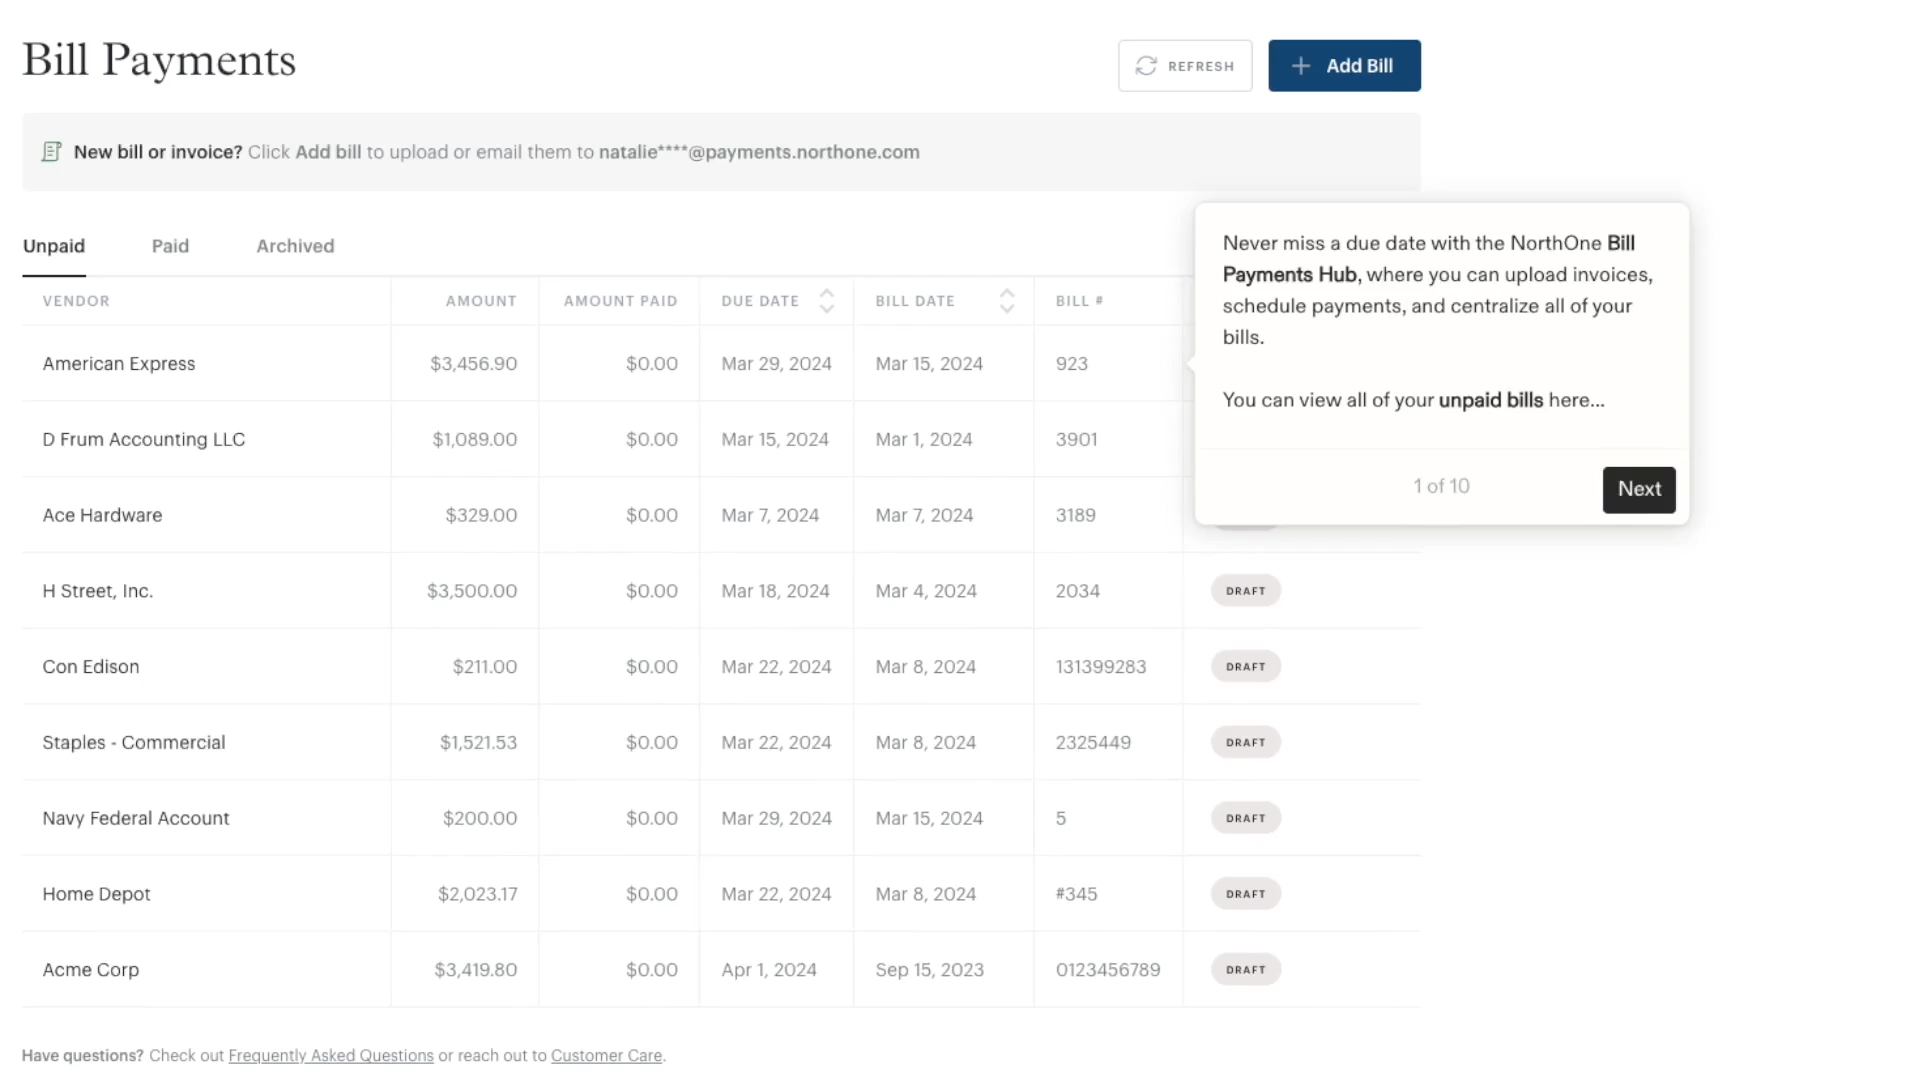 Bill Payments
REFRESH
+ Add Bill
New bill or invoice? Click Add bill to upload or email them to natalie****@payments.northone.com
Unpaid Paid Archived
VENDOR AMOUNT AMOUNT PAID DUE DATE BILL DATE BILL #
American Express $3,456.90 $0.00 Mar 29, 2024 Mar 15, 2024 923
D Frum Accounting LLC $1,089.00 $0.00 Mar 15, 2024 Mar 1, 2024 3901
Ace Hardware $329.00 $0.00 Mar 7, 2024 Mar 7, 2024 3189
H Street, Inc. $3,500.00 $0.00 Mar 18, 2024 Mar 4, 2024 2034 DRAFT
Con Edison $211.00 $0.00 Mar 22, 2024 Mar 8, 2024 131399283 DRAFT
Staples - Commercial $1,521.53 $0.00 Mar 22, 2024 Mar 8, 2024 2325449 DRAFT
Navy Federal Account $200.00 $0.00 Mar 29, 2024 Mar 15, 2024 5 DRAFT
Home Depot $2,023.17 $0.00 Mar 22, 2024 Mar 8, 2024 #345 DRAFT
Acme Corp $3,419.80 $0.00 Apr 1, 2024 Sep 15, 2023 0123456789 DRAFT
Never miss a due date with the NorthOne Bill
Payments Hub, where you can upload invoices,
schedule payments, and centralize all of your
bills.
You can view all of your unpaid bills here...
1 of 10
Next
Have questions? Check out Frequently Asked Questions or reach out to Customer Care.